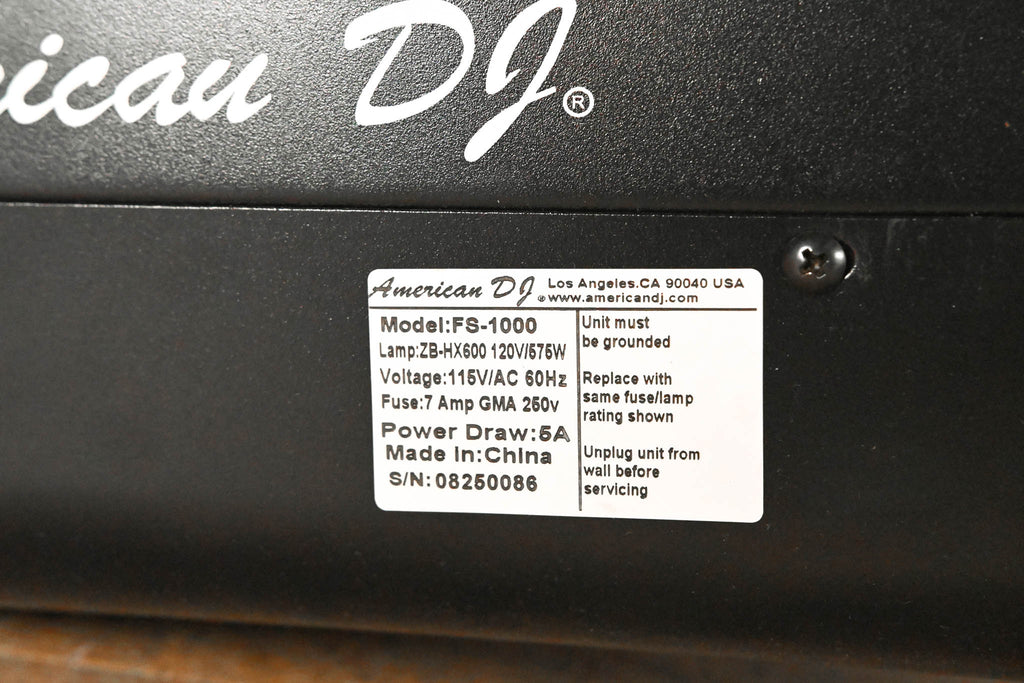 ican DJ®
American DJ® Los Angeles.CA 90040 USA
www.americandj.com
Model:FS-1000
Lamp:ZB-HX600 120V/575W
Voltage:115V/AC 60Hz
Fuse:7 Amp GMA 250v
Power Draw:5A
Made In:China
S/N: 08250086
Unit must
be grounded
Replace with
same fuse/lamp
rating shown
Unplug unit from
wall before
servicing